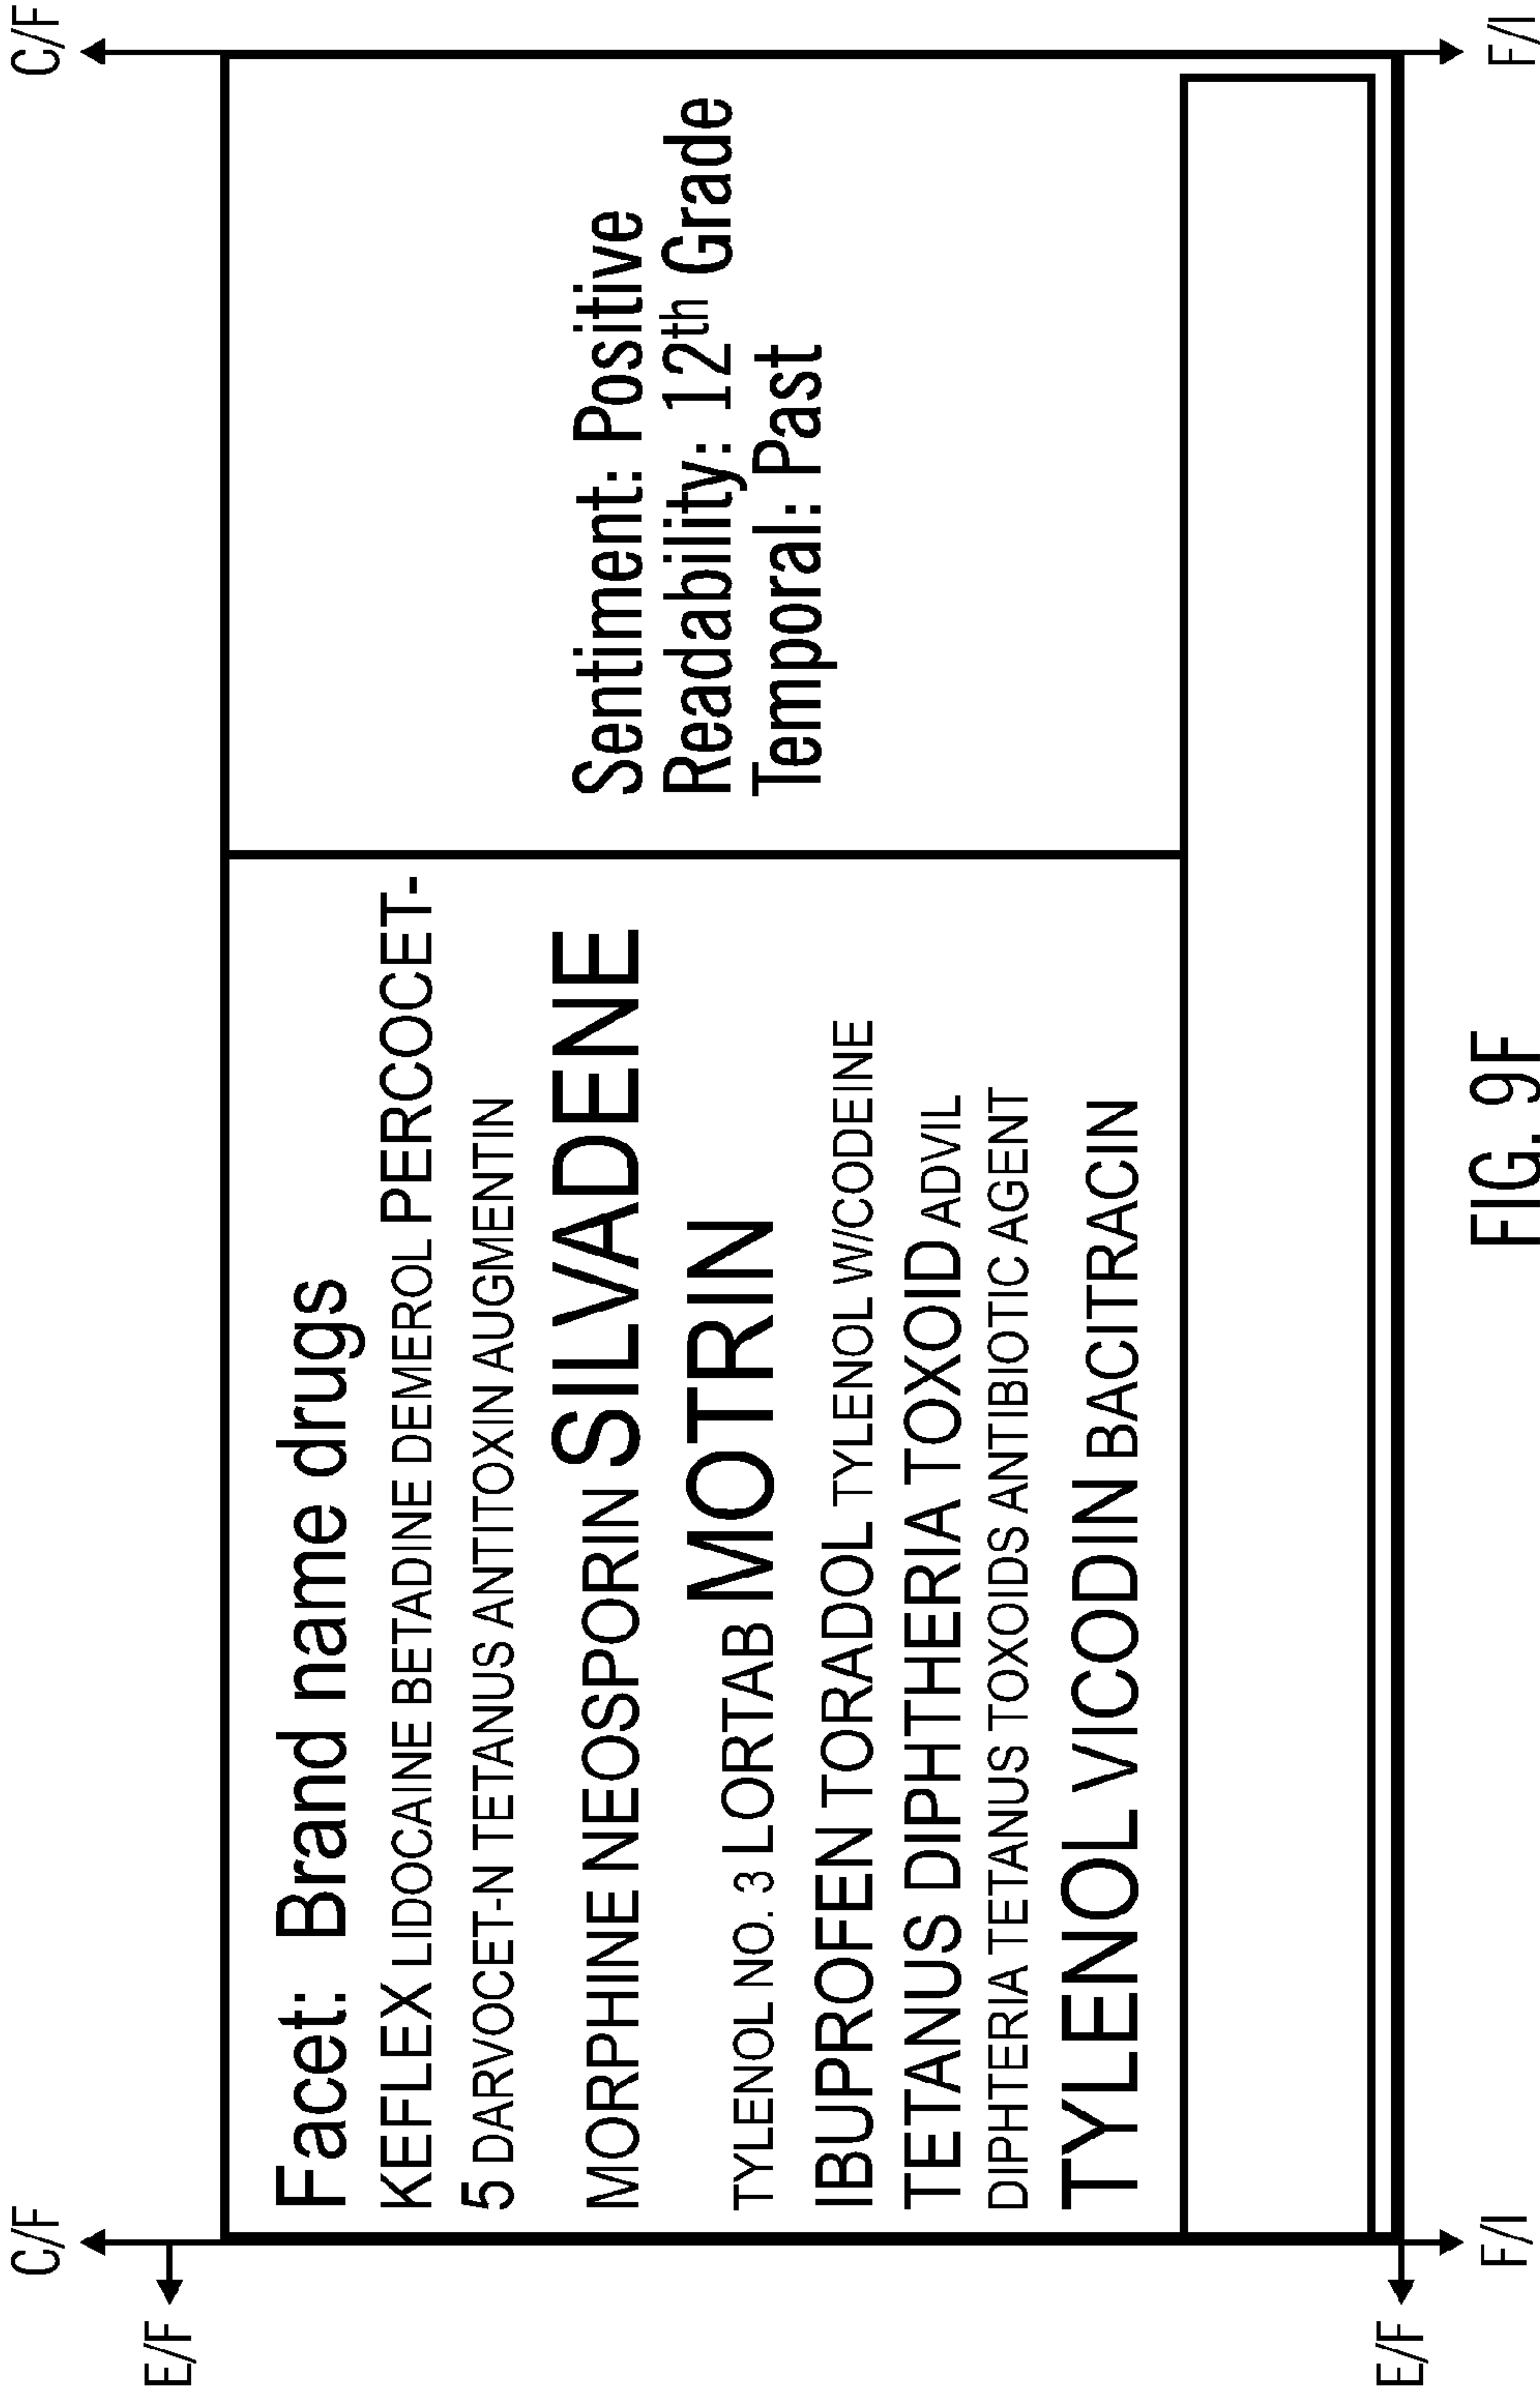 C/F C/F
E/F
Facet: Brand name drugs
KEFLEX LIDOCAINE BETADINE DEMEROL PERCOCET-
5 DARVOCET-N TETANUS ANTITOXIN AUGMENTIN
MORPHINE NEOSPORIN SILVADENE
TYLENOL NO. 3 LORTAB MOTRIN
IBUPROFEN TORADOL TYLENOL W/CODEINE
TETANUS DIPHTHERIA TOXOID ADVIL
DIPHTERIA TETANUS TOXOIDS ANTIBIOTIC AGENT
TYLENOL VICODIN BACITRACIN
Sentiment: Positive
Readability: 12th Grade
Temporal: Past
E/F
F/I F/I
FIG. 9F